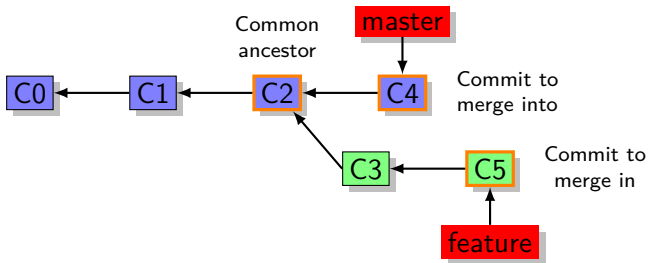 Common
ancestor
master
C0
C1
C2
C4
Commit to
merge into
C3
C5
Commit to
merge in
feature